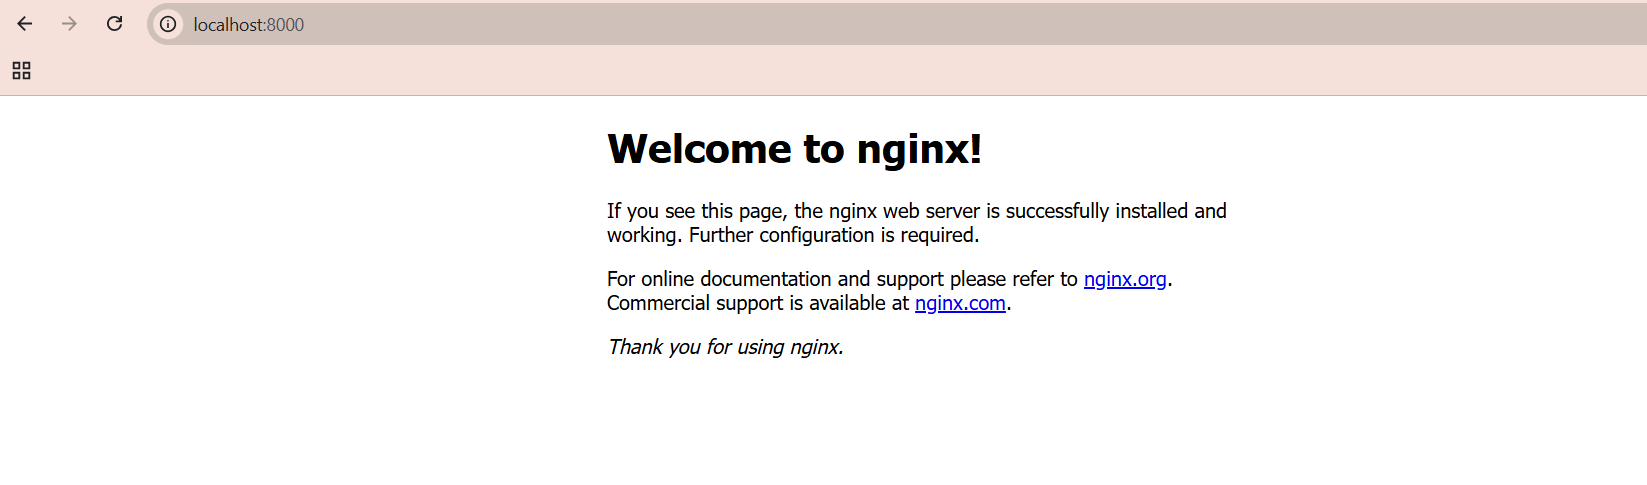 localhost:8000
Welcome to nginx!
If you see this page, the nginx web server is successfully installed and
working. Further configuration is required.
For online documentation and support please refer to nginx.org.
Commercial support is available at nginx.com.
Thank you for using nginx.